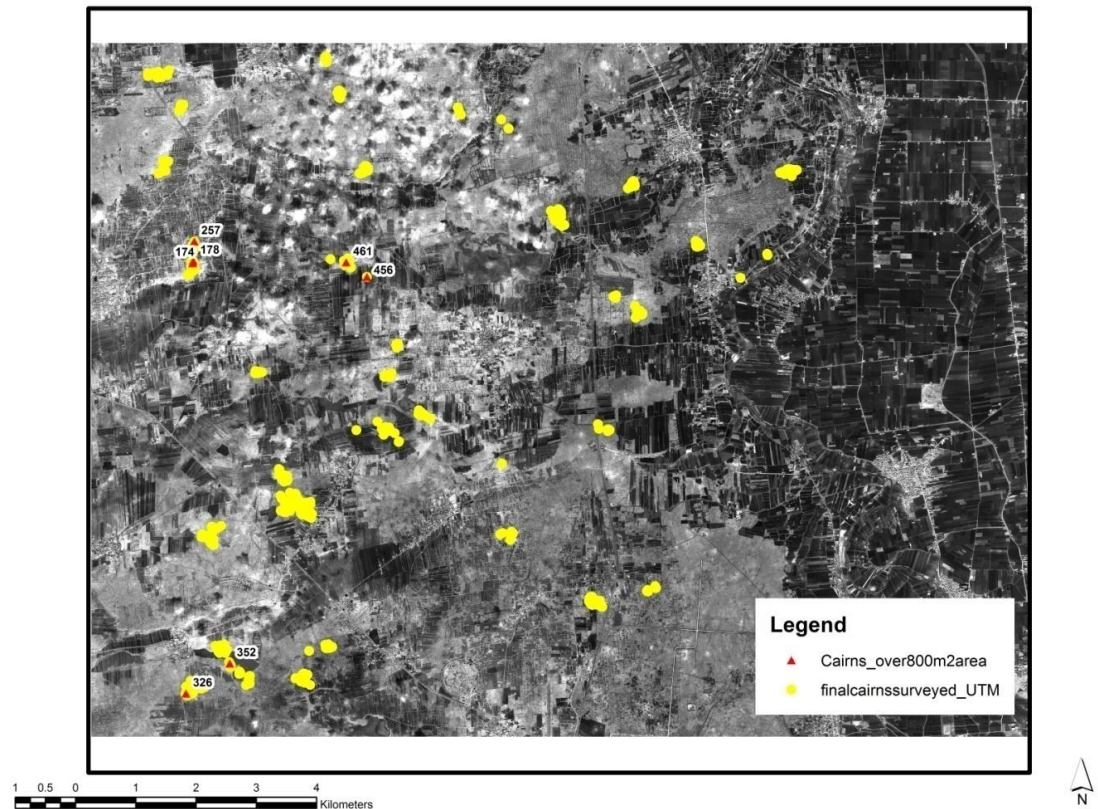 257
174 178
461
456
352
326
Legend
Cairns_over800m2area
finalcairnssurveyed_UTM
1 0.5 0 1 2 3 4
Kilometers
N